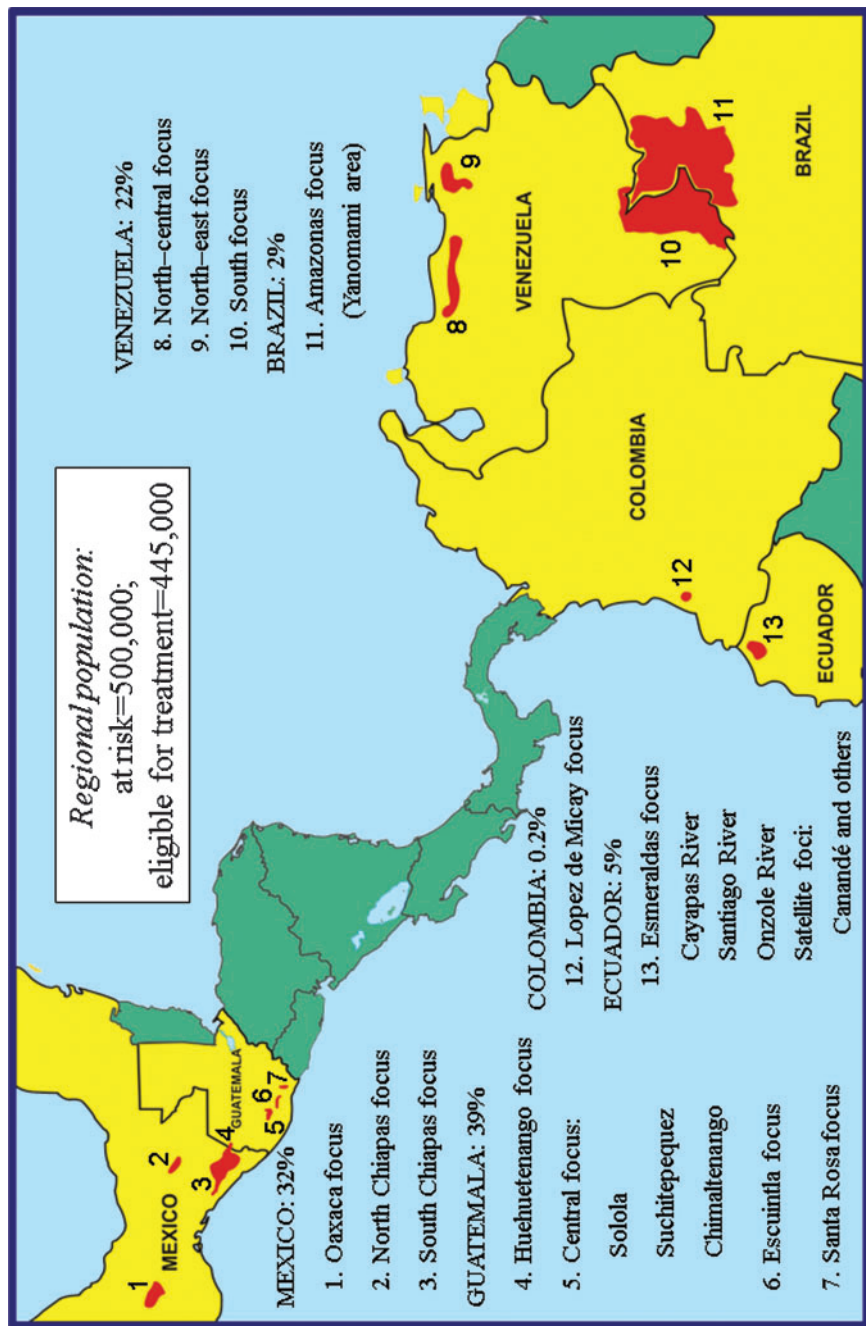 Regional population:
at risk=500,000;
eligible for treatment=445,000
VENEZUELA: 22%
8. North–central focus
9. North–east focus
10. South focus
BRAZIL: 2%
11. Amazonas focus
(Yanomami area)
MEXICO: 32%
1. Oaxaca focus
2. North Chiapas focus
3. South Chiapas focus
GUATEMALA: 39%
4. Huehuetenango focus
5. Central focus:
Solola
Suchitepequez
Chimaltenango
6. Escuintla focus
7. Santa Rosa focus
COLOMBIA: 0.2%
12. Lopez de Micay focus
ECUADOR: 5%
13. Esmeraldas focus
Cayapas River
Santiago River
Onzole River
Satellite foci:
Canandé and others
MEXICO
1
2
3
GUATEMALA
4
5
6
7
VENEZUELA
8
9
10
BRAZIL
11
COLOMBIA
12
ECUADOR
13